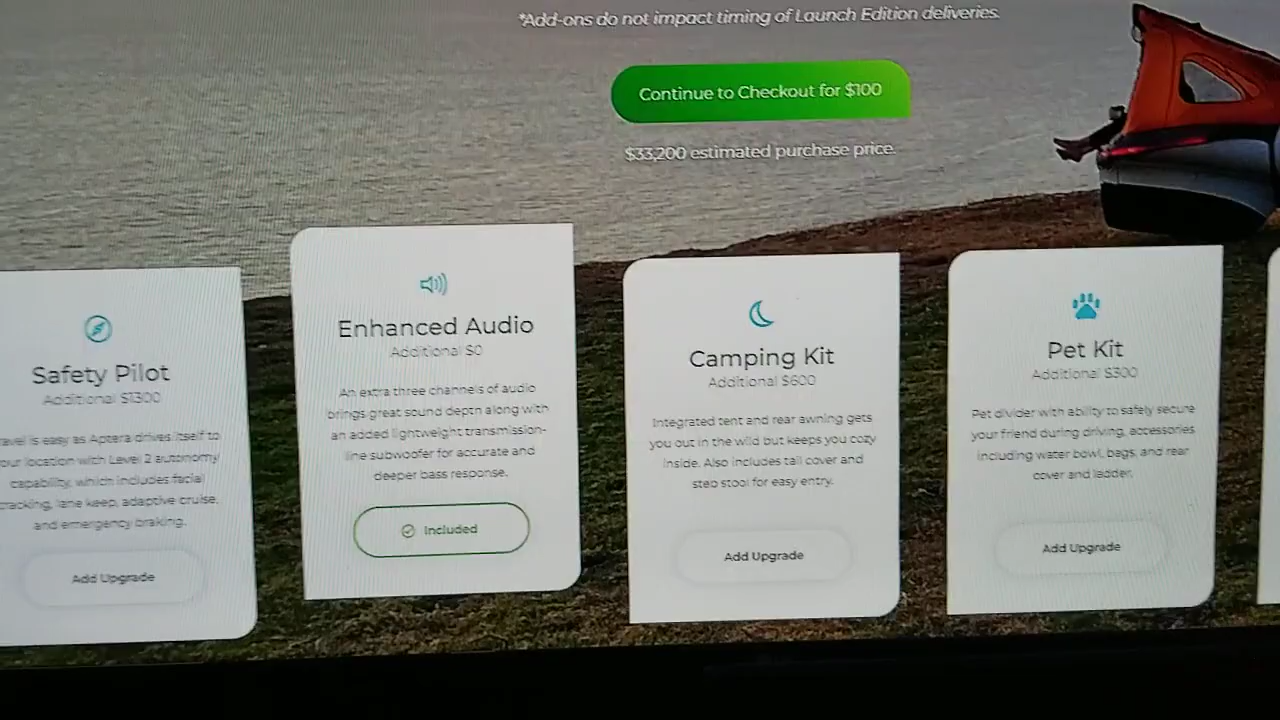 *Add-ons do not impact timing of Launch Edition deliveries.
Continue to Checkout for $100
$33,200 estimated purchase price.
Safety Pilot
Additional $1300
travel is easy as Aptera drives itself to
your location with Level 2 autonomy
capability, which includes facial
tracking, lane keep, adaptive cruise,
and emergency braking.
Add Upgrade
Enhanced Audio
Additional $0
An extra three channels of audio
brings great sound depth along with
an added lightweight transmission-
line subwoofer for accurate and
deeper bass response.
Included
Camping Kit
Additional $600
Integrated tent and rear awning gets
you out in the wild but keeps you cozy
inside. Also includes tail cover and
step stool for easy entry.
Add Upgrade
Pet Kit
Additional $300
Pet divider with ability to safely secure
your friend during driving, accessories
including water bowl, bags, and rear
cover and ladder.
Add Upgrade